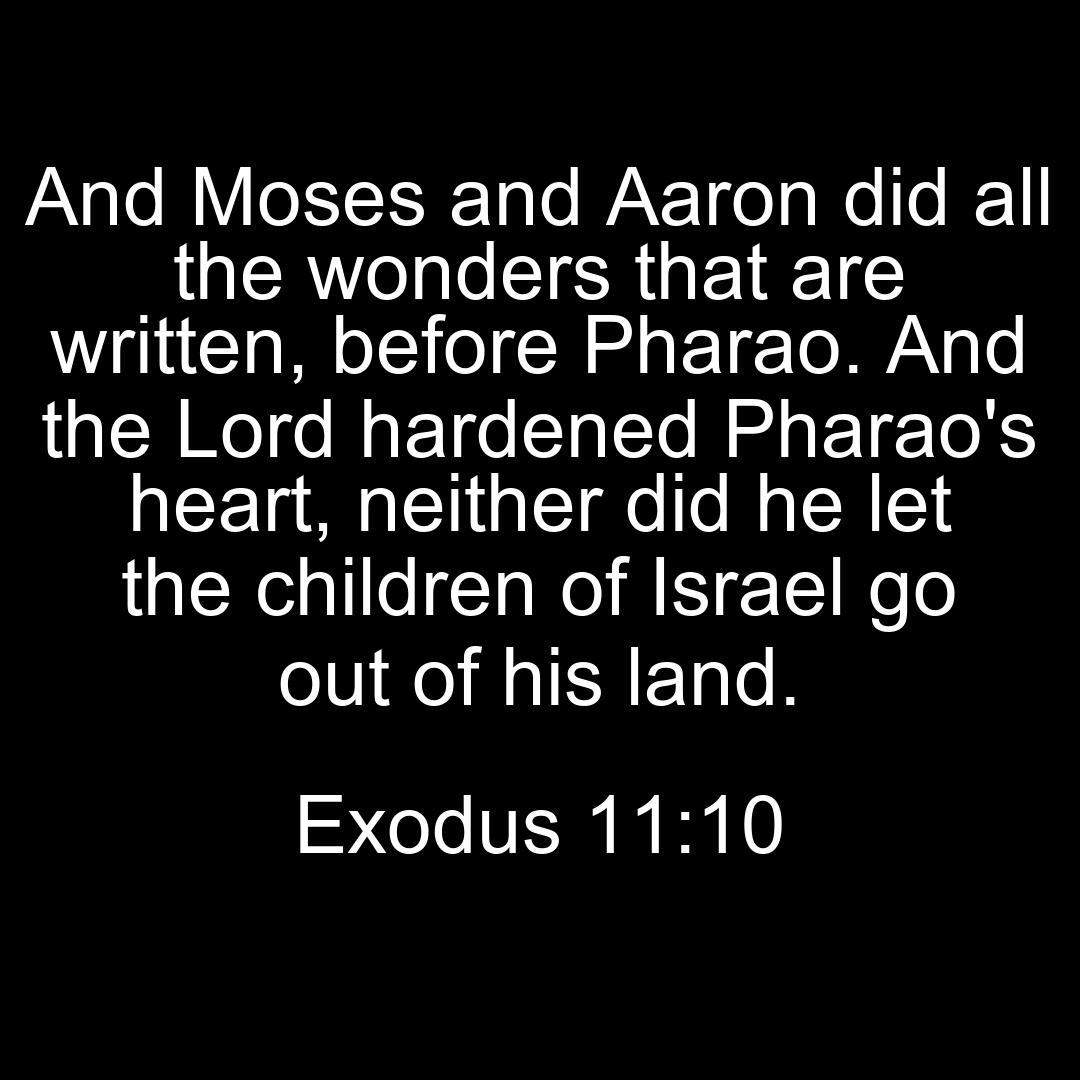 And Moses and Aaron did all
the wonders that are
written, before Pharao. And
the Lord hardened Pharao's
heart, neither did he let
the children of Israel go
out of his land.
Exodus 11:10